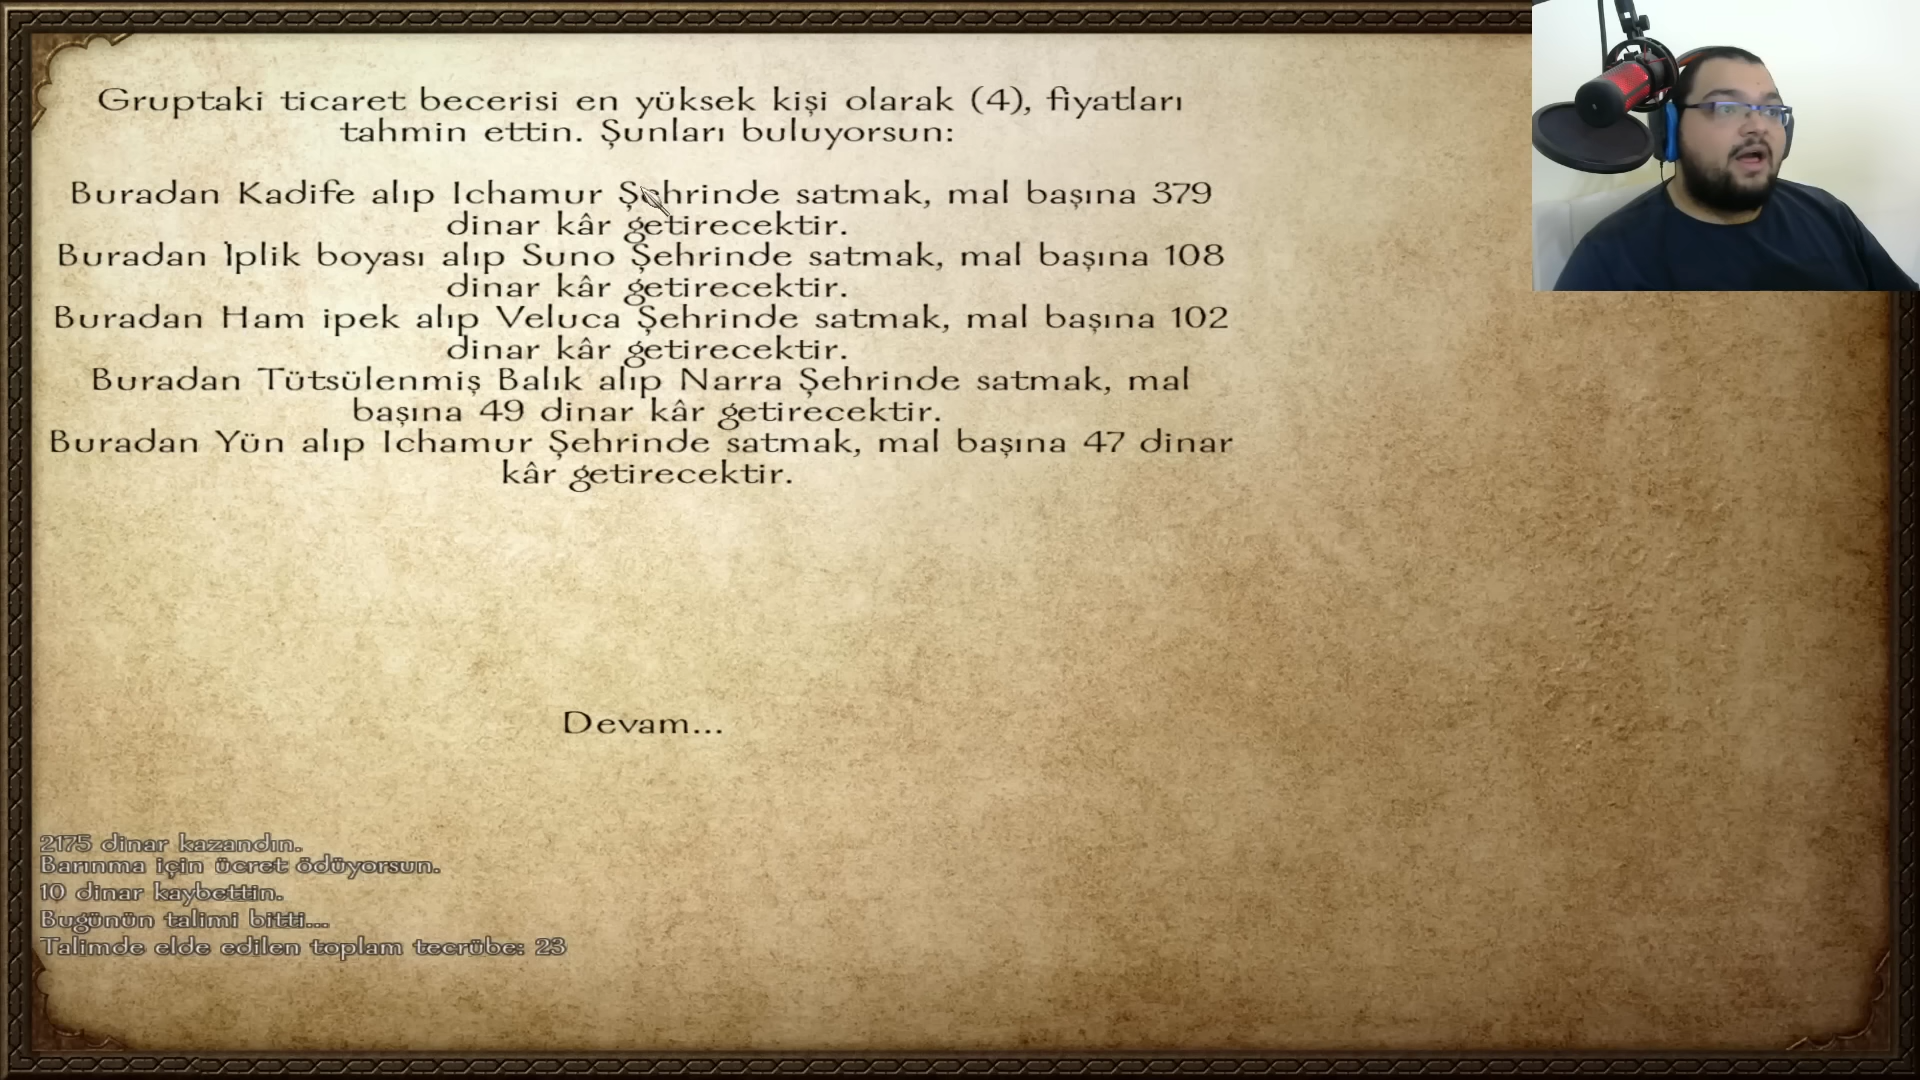 Gruptaki ticaret becerisi en yüksek kişi olarak (4), fiyatları
tahmin ettin. Şunları buluyorsun:
Buradan Kadife alıp Ichamur Şehrinde satmak, mal başına 379
dinar kâr getirecektir.
Buradan İplik boyası alıp Suno Şehrinde satmak, mal başına 108
dinar kâr getirecektir.
Buradan Ham ipek alıp Veluca Şehrinde satmak, mal başına 102
dinar kâr getirecektir.
Buradan Tütsülenmiş Balık alıp Narra Şehrinde satmak, mal
başına 49 dinar kâr getirecektir.
Buradan Yün alıp Ichamur Şehrinde satmak, mal başına 47 dinar
kâr getirecektir.
Devam...
2175 dinar kazandın.
Barınma için ücret ödüyorsun.
10 dinar kaybettin.
Bugünün talimi bitti...
Talimde elde edilen toplam tecrübe: 23